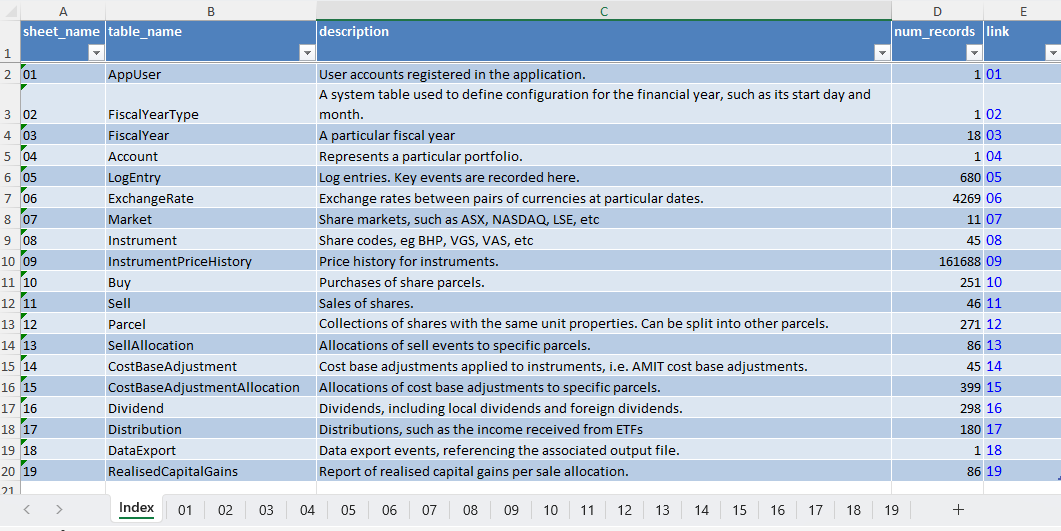 A B C D E
1 sheet_name table_name description num_records link
2 01 AppUser User accounts registered in the application. 1 01
A system table used to define configuration for the financial year, such as its start day and
3 02 FiscalYearType month. 1 02
4 03 FiscalYear A particular fiscal year 18 03
5 04 Account Represents a particular portfolio. 1 04
6 05 LogEntry Log entries. Key events are recorded here. 680 05
7 06 ExchangeRate Exchange rates between pairs of currencies at particular dates. 4269 06
8 07 Market Share markets, such as ASX, NASDAQ, LSE, etc 11 07
9 08 Instrument Share codes, eg BHP, VGS, VAS, etc 45 08
10 09 InstrumentPriceHistory Price history for instruments. 161688 09
11 10 Buy Purchases of share parcels. 251 10
12 11 Sell Sales of shares. 46 11
13 12 Parcel Collections of shares with the same unit properties. Can be split into other parcels. 271 12
14 13 SellAllocation Allocations of sell events to specific parcels. 86 13
15 14 CostBaseAdjustment Cost base adjustments applied to instruments, i.e. AMIT cost base adjustments. 45 14
16 15 CostBaseAdjustmentAllocation Allocations of cost base adjustments to specific parcels. 399 15
17 16 Dividend Dividends, including local dividends and foreign dividends. 298 16
18 17 Distribution Distributions, such as the income received from ETFs 180 17
19 18 DataExport Data export events, referencing the associated output file. 1 18
20 19 RealisedCapitalGains Report of realised capital gains per sale allocation. 86 19
21
Index 01 02 03 04 05 06 07 08 09 10 11 12 13 14 15 16 17 18 19